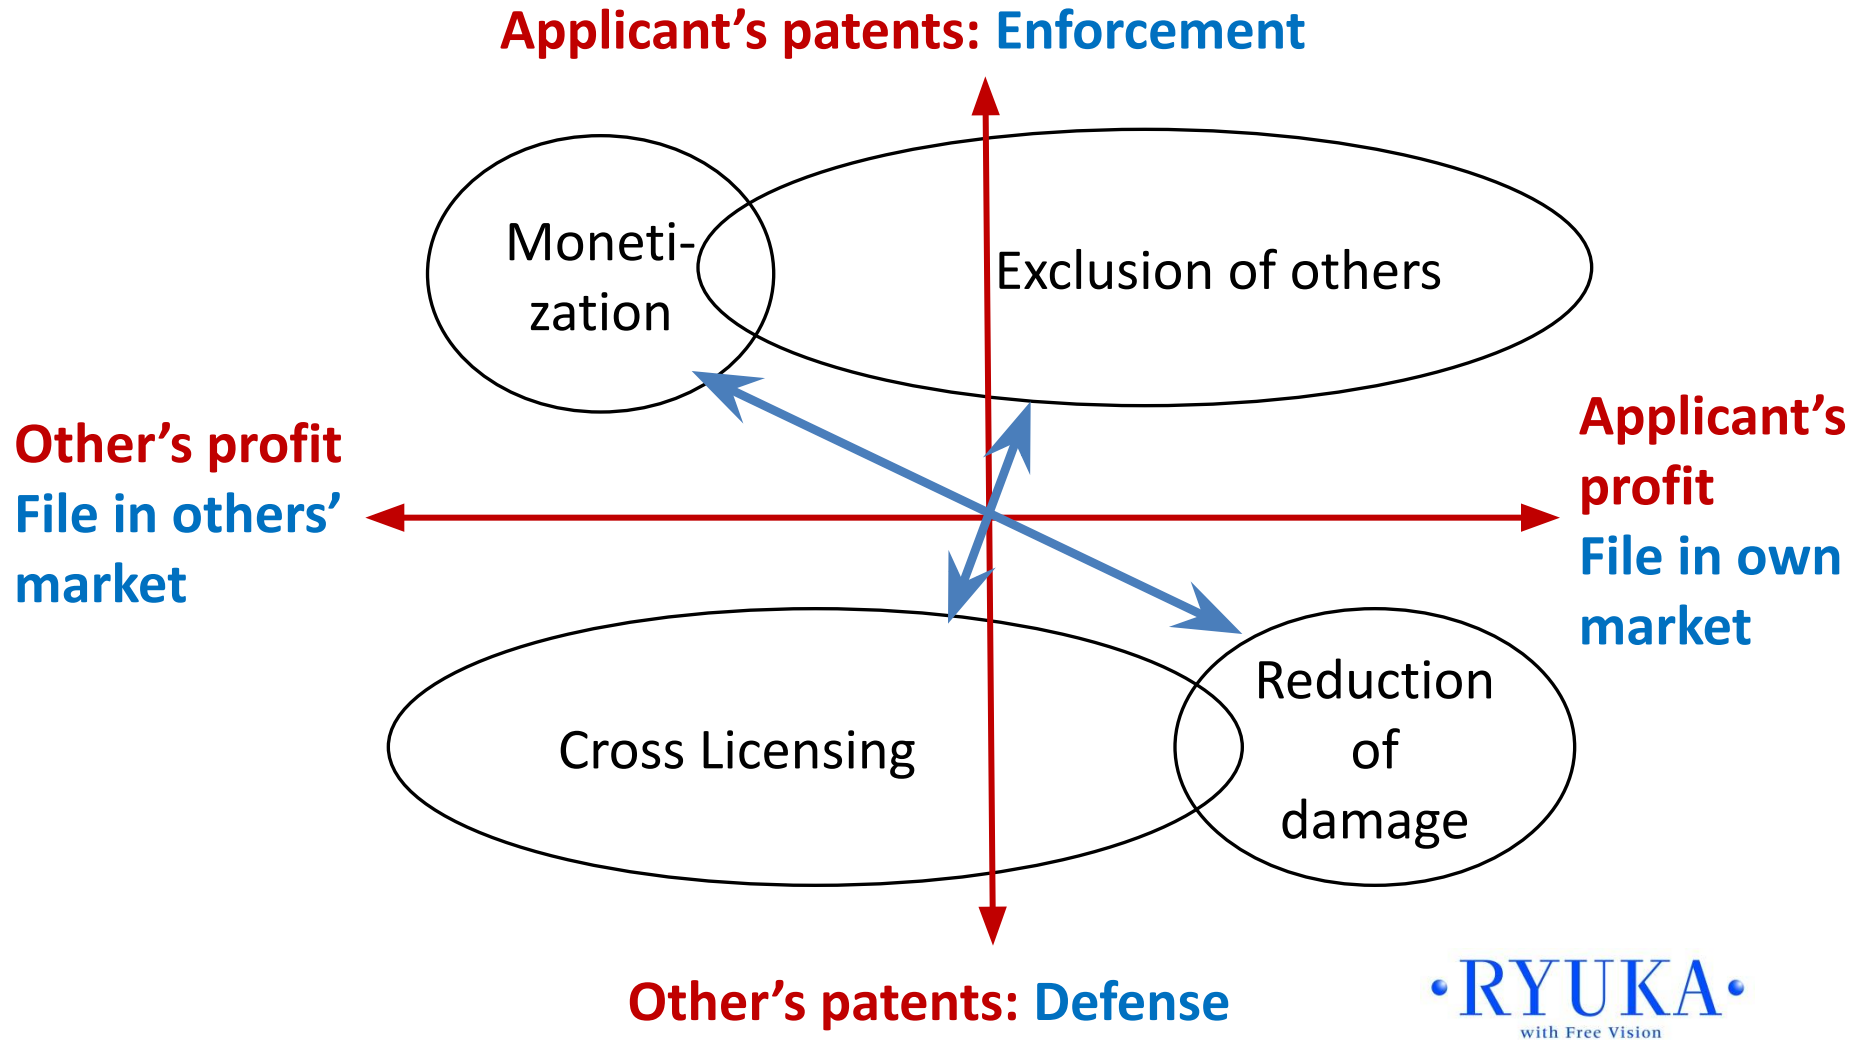 Applicant’s patents: Enforcement
Moneti-
zation
Exclusion of others
Other’s profit
File in others’
market
Applicant’s
profit
File in own
market
Cross Licensing
Reduction
of
damage
Other’s patents: Defense
•RYUKA•
with Free Vision